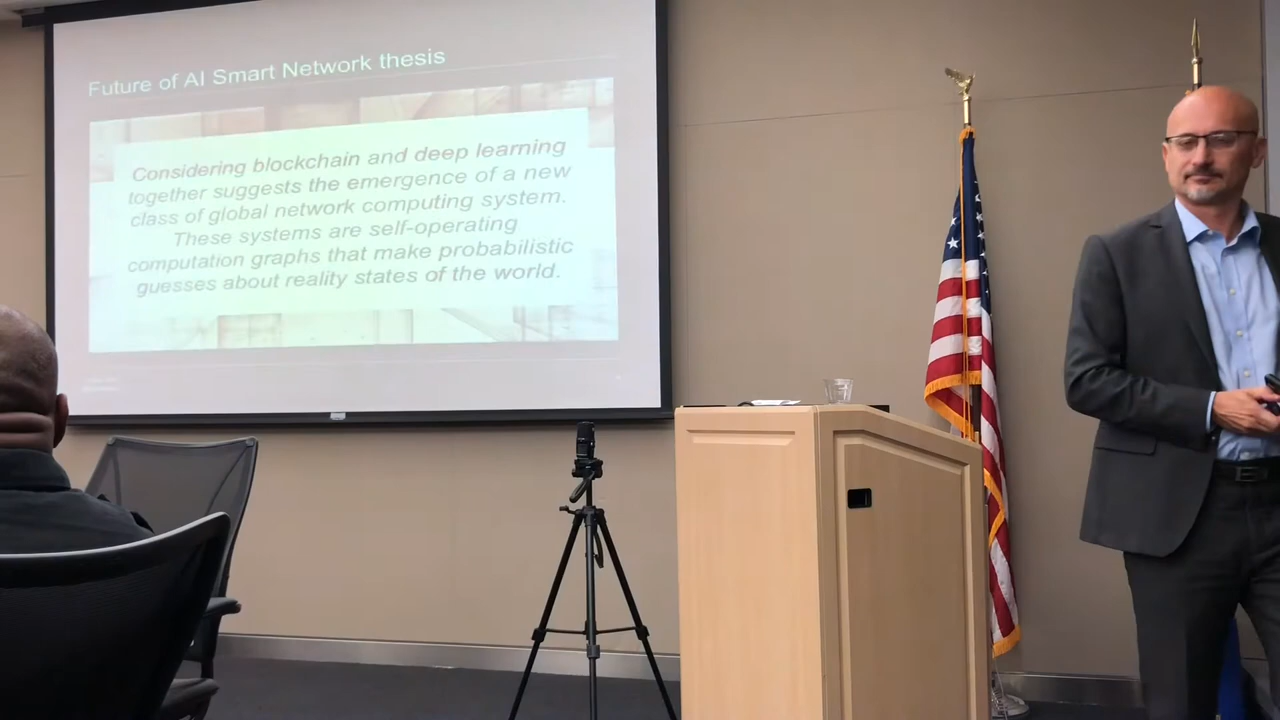 Future of AI Smart Network thesis
Considering blockchain and deep learning
together suggests the emergence of a new
class of global network computing system.
These systems are self-operating
computation graphs that make probabilistic
guesses about reality states of the world.